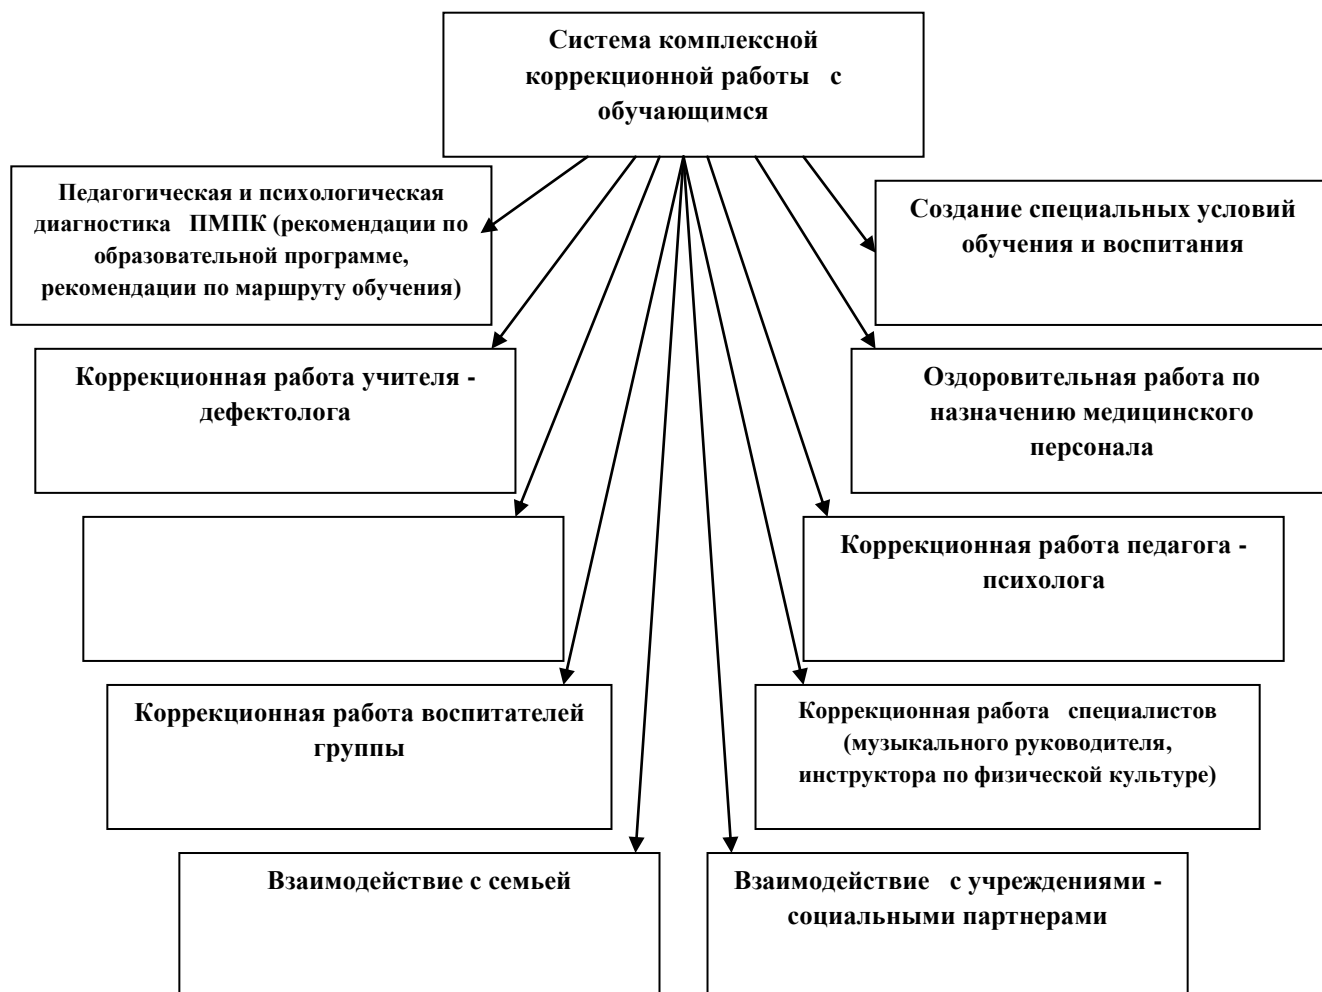 Система комплексной
коррекционной работы с
обучающимся
Педагогическая и психологическая
диагностика ПМПК (рекомендации по
образовательной программе,
рекомендации по маршруту обучения)
Создание специальных условий
обучения и воспитания
Коррекционная работа учителя -
дефектолога
Оздоровительная работа по
назначению медицинского
персонала
Коррекционная работа педагога -
психолога
Коррекционная работа воспитателей
группы
Коррекционная работа специалистов
(музыкального руководителя,
инструктора по физической культуре)
Взаимодействие с семьей
Взаимодействие с учреждениями -
социальными партнерами